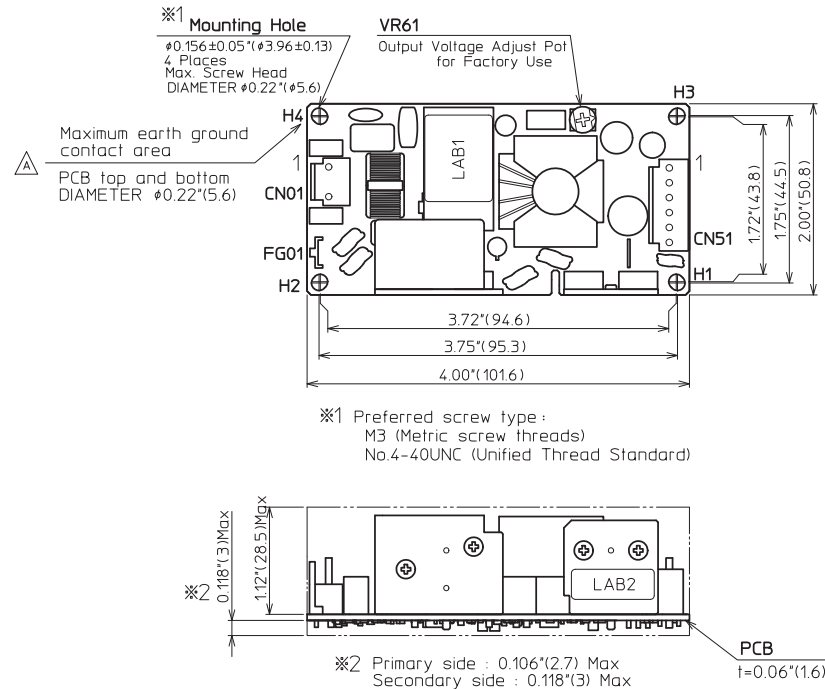 ※1 Mounting Hole
φ0.156±0.05"(φ3.96±0.13)
4 Places
Max. Screw Head
DIAMETER φ0.22"(φ5.6)
VR61
Output Voltage Adjust Pot
for Factory Use
H3
H4
Maximum earth ground
contact area
A
PCB top and bottom
DIAMETER φ0.22"(5.6)
1
CN01
LAB1
1
CN51
FG01
H2
H1
1.72"(43.8)
1.75"(44.5)
2.00"(50.8)
3.72"(94.6)
3.75"(95.3)
4.00"(101.6)
※1 Preferred screw type :
M3 (Metric screw threads)
No.4-40UNC (Unified Thread Standard)
※2 0.118"(3)Max
1.12"(28.5)Max
LAB2
PCB
t=0.06"(1.6)
※2 Primary side : 0.106"(2.7) Max
Secondary side : 0.118"(3) Max